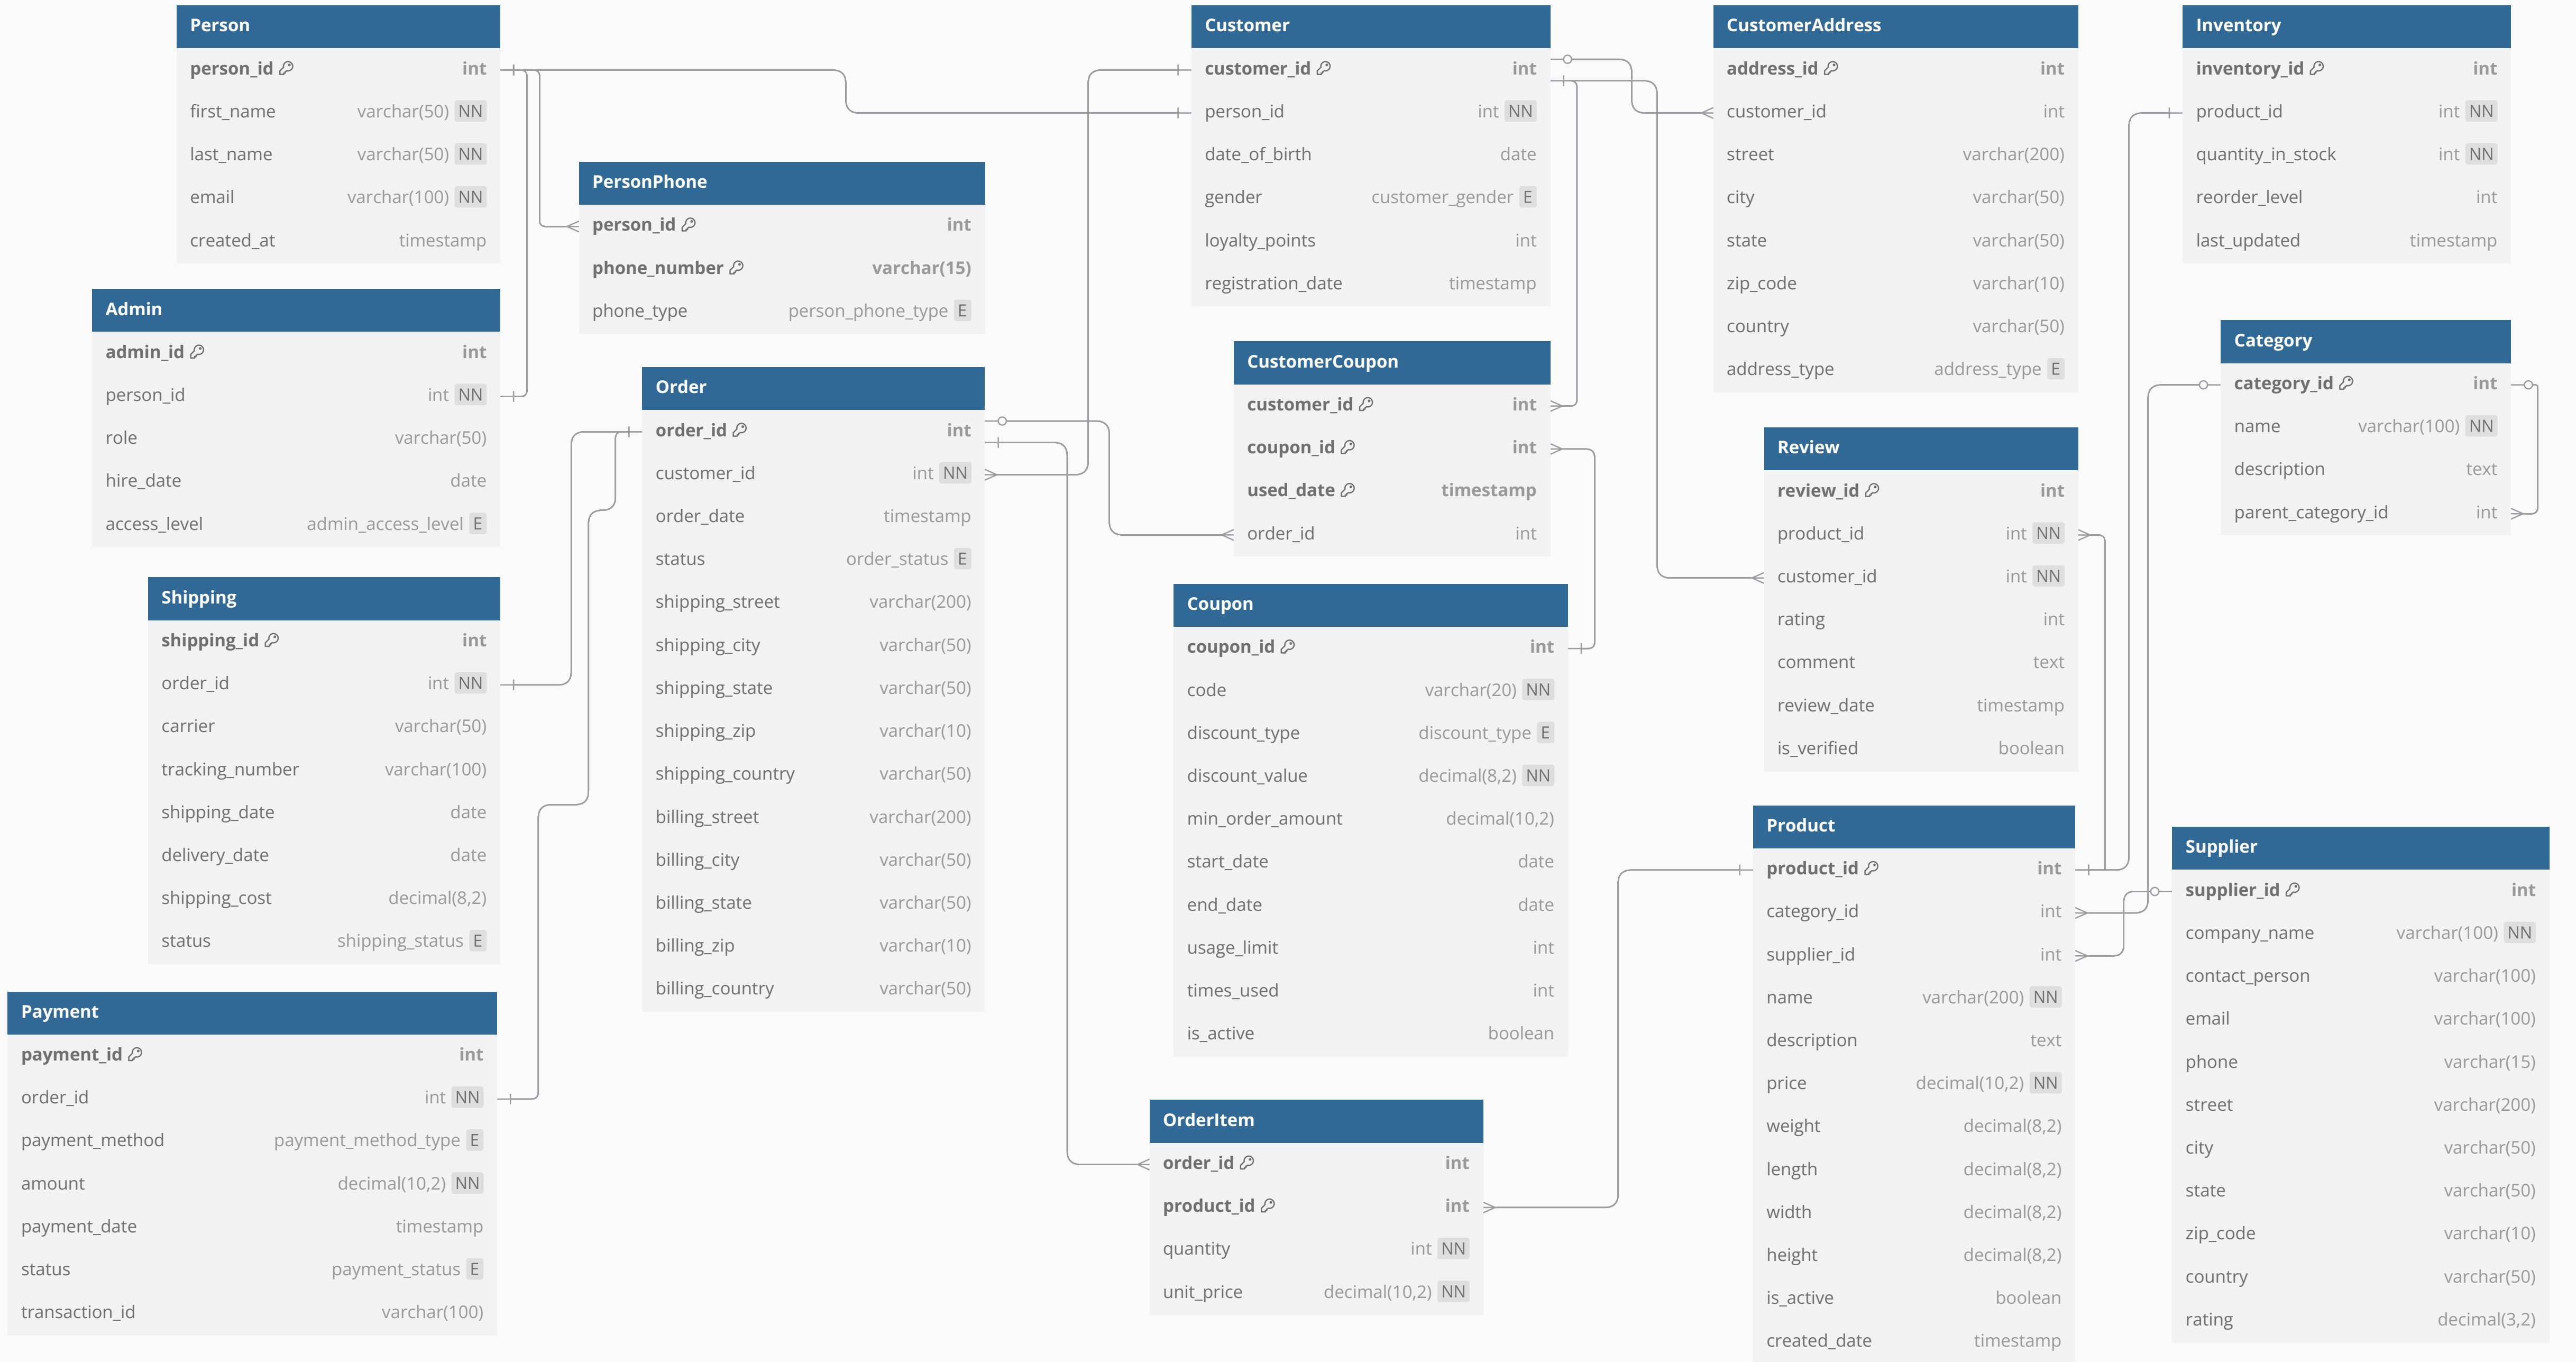 Person
person_id int
first_name varchar(50) NN
last_name varchar(50) NN
email varchar(100) NN
created_at timestamp
Admin
admin_id int
person_id int NN
role varchar(50)
hire_date date
access_level admin_access_level E
Shipping
shipping_id int
order_id int NN
carrier varchar(50)
tracking_number varchar(100)
shipping_date date
delivery_date date
shipping_cost decimal(8,2)
status shipping_status E
Payment
payment_id int
order_id int NN
payment_method payment_method_type E
amount decimal(10,2) NN
payment_date timestamp
status payment_status E
transaction_id varchar(100)
PersonPhone
person_id int
phone_number varchar(15)
phone_type person_phone_type E
Order
order_id int
customer_id int NN
order_date timestamp
status order_status E
shipping_street varchar(200)
shipping_city varchar(50)
shipping_state varchar(50)
shipping_zip varchar(10)
shipping_country varchar(50)
billing_street varchar(200)
billing_city varchar(50)
billing_state varchar(50)
billing_zip varchar(10)
billing_country varchar(50)
Customer
customer_id int
person_id int NN
date_of_birth date
gender customer_gender E
loyalty_points int
registration_date timestamp
CustomerCoupon
customer_id int
coupon_id int
used_date timestamp
order_id int
Coupon
coupon_id int
code varchar(20) NN
discount_type discount_type E
discount_value decimal(8,2) NN
min_order_amount decimal(10,2)
start_date date
end_date date
usage_limit int
times_used int
is_active boolean
OrderItem
order_id int
product_id int
quantity int NN
unit_price decimal(10,2) NN
CustomerAddress
address_id int
customer_id int
street varchar(200)
city varchar(50)
state varchar(50)
zip_code varchar(10)
country varchar(50)
address_type address_type E
Review
review_id int
product_id int NN
customer_id int NN
rating int
comment text
review_date timestamp
is_verified boolean
Product
product_id int
category_id int
supplier_id int
name varchar(200) NN
description text
price decimal(10,2) NN
weight decimal(8,2)
length decimal(8,2)
width decimal(8,2)
height decimal(8,2)
is_active boolean
created_date timestamp
Inventory
inventory_id int
product_id int NN
quantity_in_stock int NN
reorder_level int
last_updated timestamp
Category
category_id int
name varchar(100) NN
description text
parent_category_id int
Supplier
supplier_id int
company_name varchar(100) NN
contact_person varchar(100)
email varchar(100)
phone varchar(15)
street varchar(200)
city varchar(50)
state varchar(50)
zip_code varchar(10)
country varchar(50)
rating decimal(3,2)